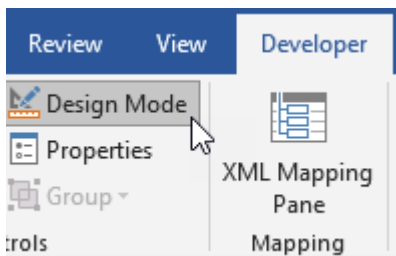 Review View Developer
Design Mode
Properties
Group
XML Mapping
Pane
trols
Mapping